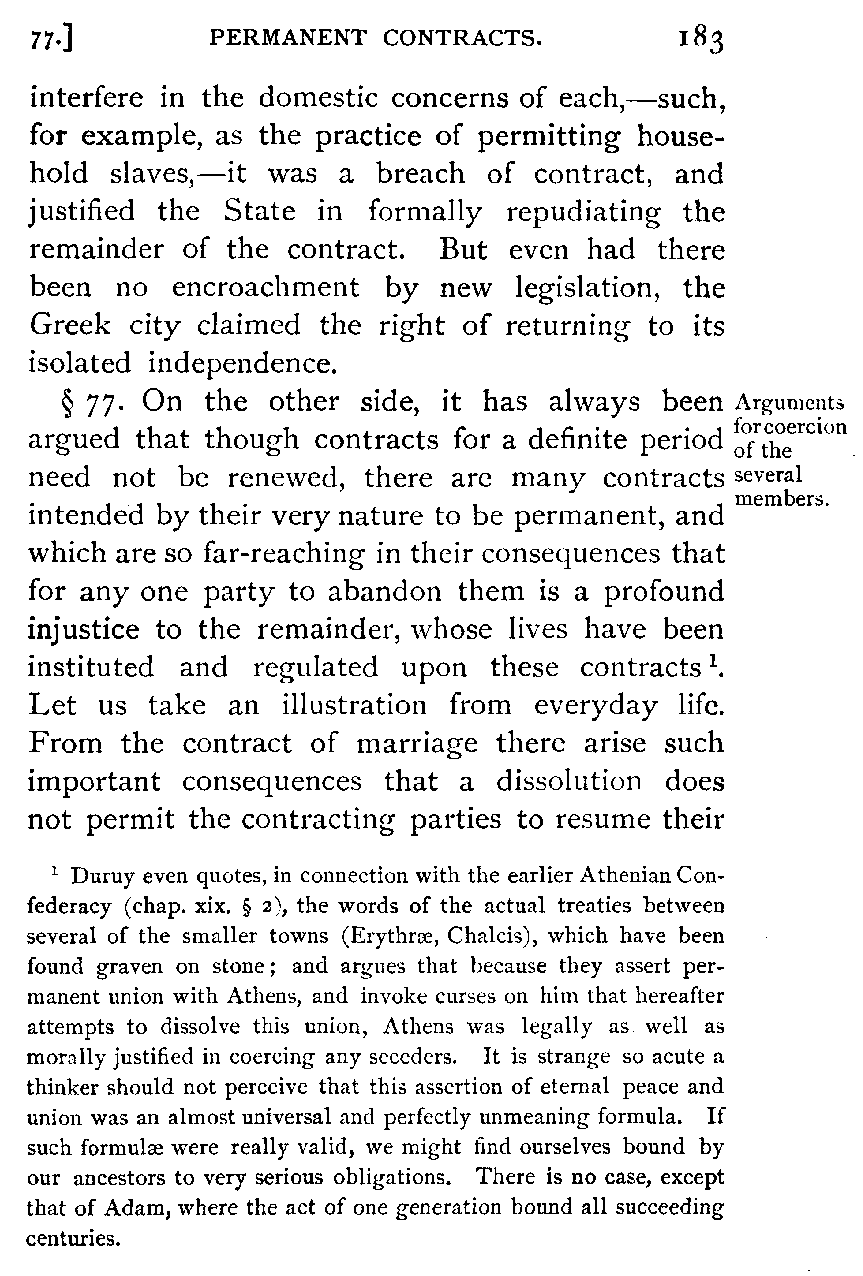 77.] PERMANENT CONTRACTS. 183
interfere in the domestic concerns of each,—such,
for example, as the practice of permitting house-
hold slaves,—it was a breach of contract, and
justified the State in formally repudiating the
remainder of the contract. But even had there
been no encroachment by new legislation, the
Greek city claimed the right of returning to its
isolated independence.
§ 77. On the other side, it has always been
argued that though contracts for a definite period
need not be renewed, there are many contracts
intended by their very nature to be permanent, and
which are so far-reaching in their consequences that
for any one party to abandon them is a profound
injustice to the remainder, whose lives have been
instituted and regulated upon these contracts ¹.
Let us take an illustration from everyday life.
From the contract of marriage there arise such
important consequences that a dissolution does
not permit the contracting parties to resume their
Arguments
for coercion
of the
several
members.
¹ Duruy even quotes, in connection with the earlier Athenian Con-
federacy (chap. xix. § 2), the words of the actual treaties between
several of the smaller towns (Erythræ, Chalcis), which have been
found graven on stone; and argues that because they assert per-
manent union with Athens, and invoke curses on him that hereafter
attempts to dissolve this union, Athens was legally as well as
morally justified in coercing any seceders. It is strange so acute a
thinker should not perceive that this assertion of eternal peace and
union was an almost universal and perfectly unmeaning formula. If
such formulæ were really valid, we might find ourselves bound by
our ancestors to very serious obligations. There is no case, except
that of Adam, where the act of one generation bound all succeeding
centuries.